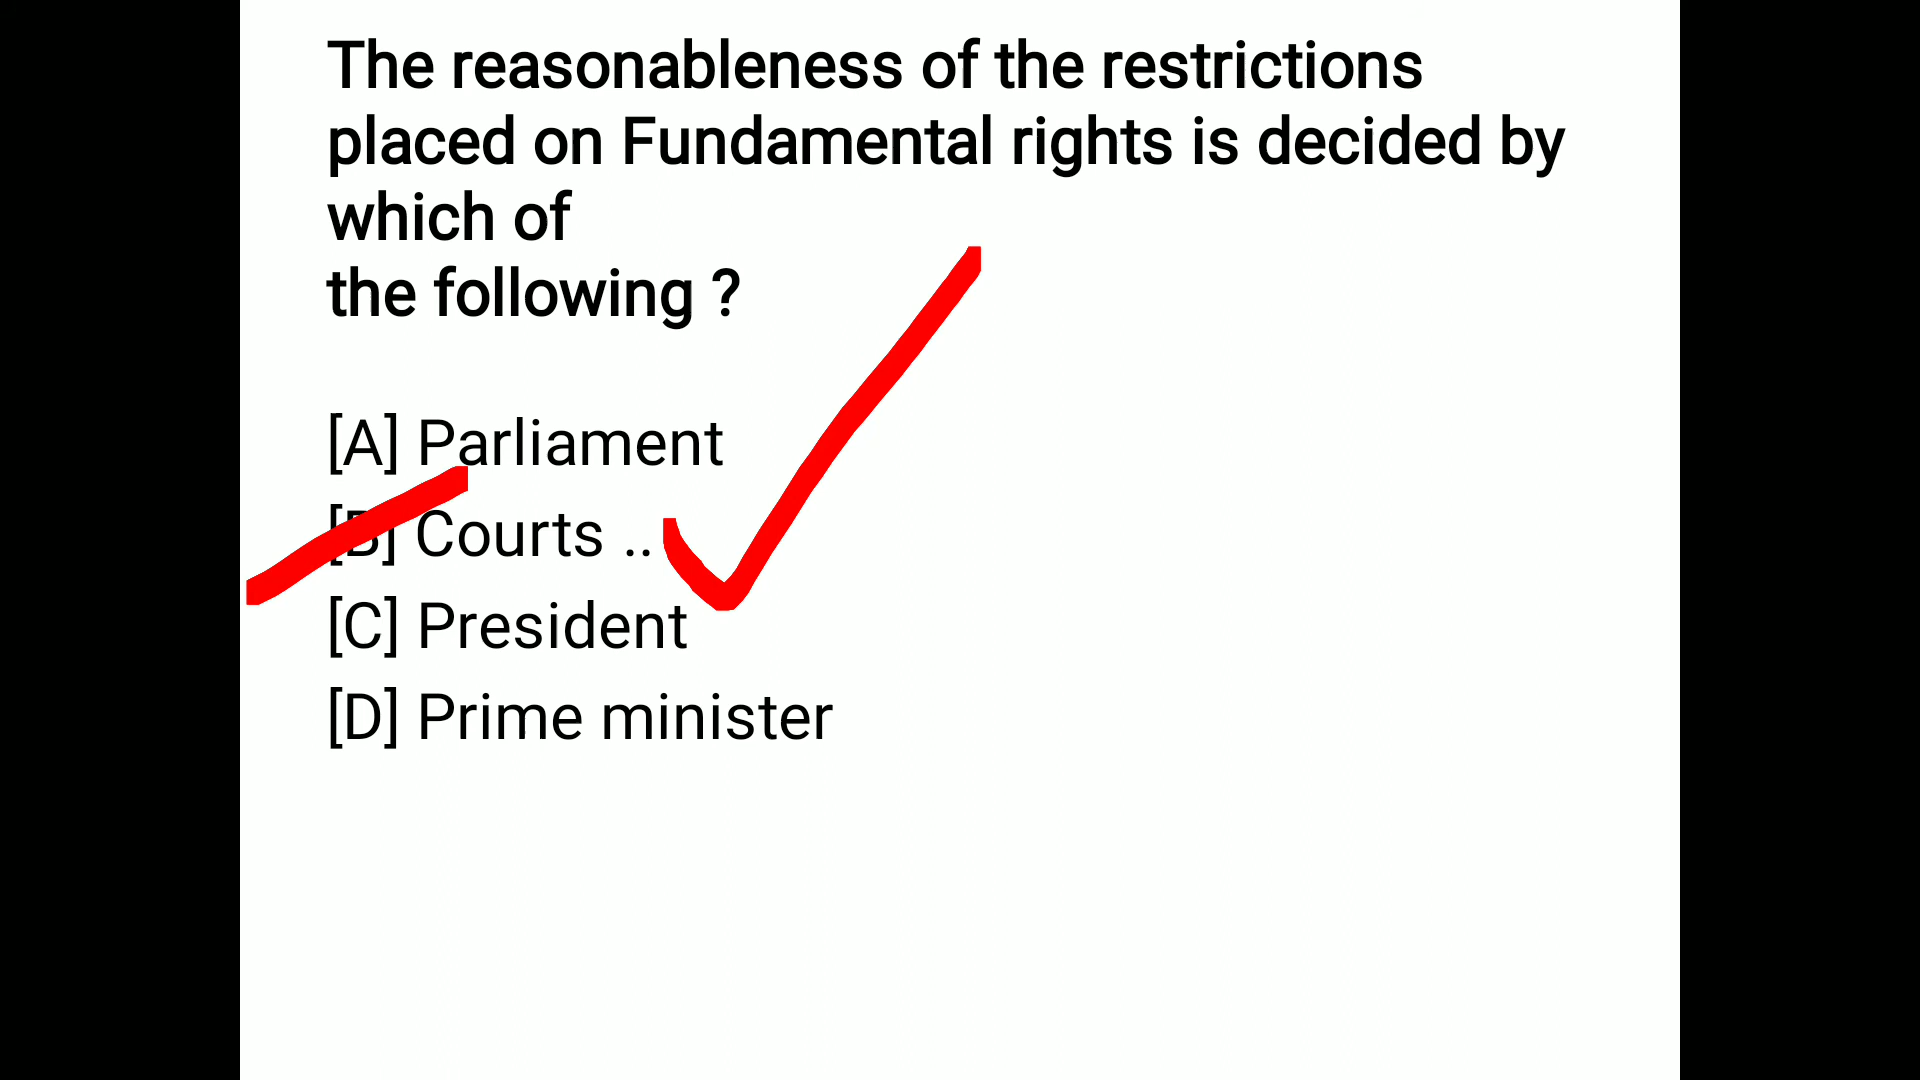 The reasonableness of the restrictions
placed on Fundamental rights is decided by
which of
the following ?
[A] Parliament
[B] Courts ..
[C] President
[D] Prime minister